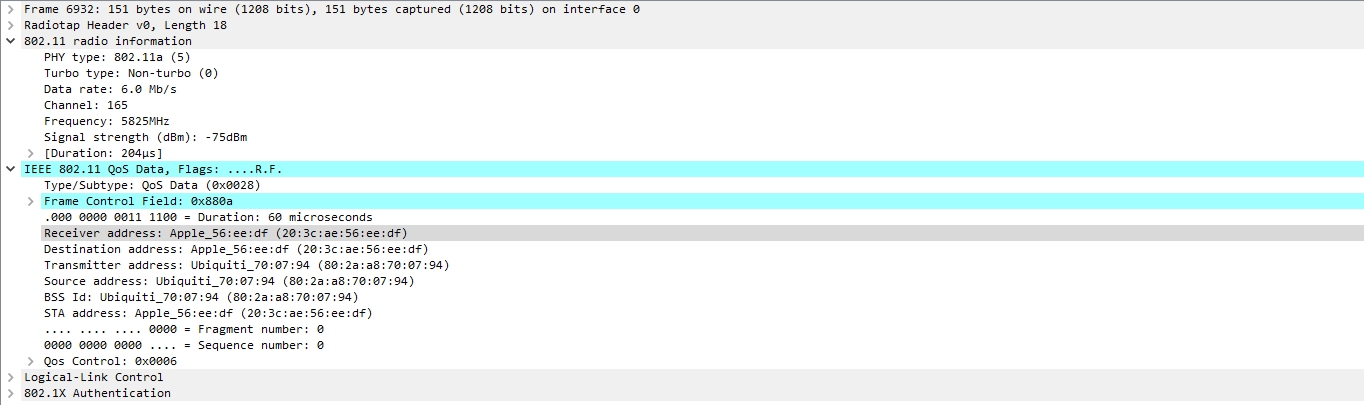 Frame 6932: 151 bytes on wire (1208 bits), 151 bytes captured (1208 bits) on interface 0
Radiotap Header v0, Length 18
802.11 radio information
PHY type: 802.11a (5)
Turbo type: Non-turbo (0)
Data rate: 6.0 Mb/s
Channel: 165
Frequency: 5825MHz
Signal strength (dBm): -75dBm
[Duration: 204µs]
IEEE 802.11 QoS Data, Flags: ....R.F.
Type/Subtype: QoS Data (0x0028)
Frame Control Field: 0x880a
.000 0000 0011 1100 = Duration: 60 microseconds
Receiver address: Apple_56:ee:df (20:3c:ae:56:ee:df)
Destination address: Apple_56:ee:df (20:3c:ae:56:ee:df)
Transmitter address: Ubiquiti_70:07:94 (80:2a:a8:70:07:94)
Source address: Ubiquiti_70:07:94 (80:2a:a8:70:07:94)
BSS Id: Ubiquiti_70:07:94 (80:2a:a8:70:07:94)
STA address: Apple_56:ee:df (20:3c:ae:56:ee:df)
.... .... .... 0000 = Fragment number: 0
0000 0000 0000 .... = Sequence number: 0
Qos Control: 0x0006
Logical-Link Control
802.1X Authentication